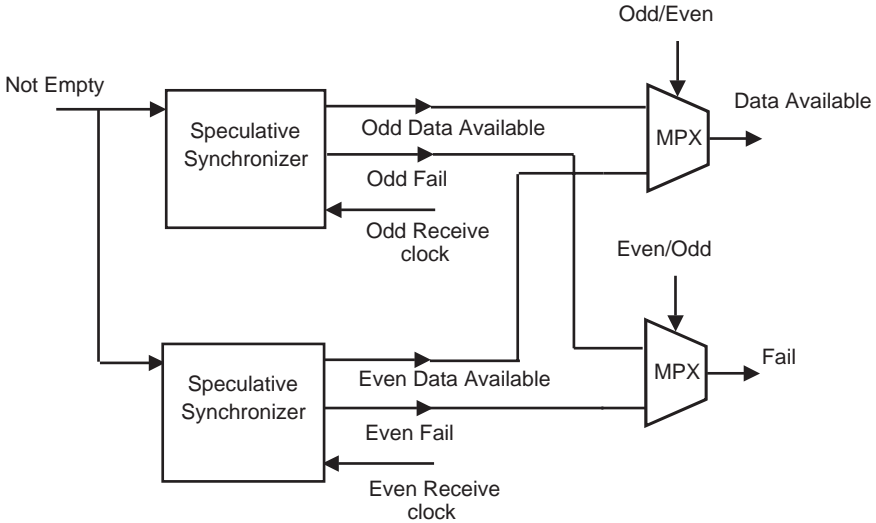 Odd/Even
Not Empty
Data Available
Speculative
Synchronizer
Odd Data Available
MPX
Odd Fail
Odd Receive
clock
Even/Odd
Speculative
Synchronizer
Even Data Available
MPX
Fail
Even Fail
Even Receive
clock